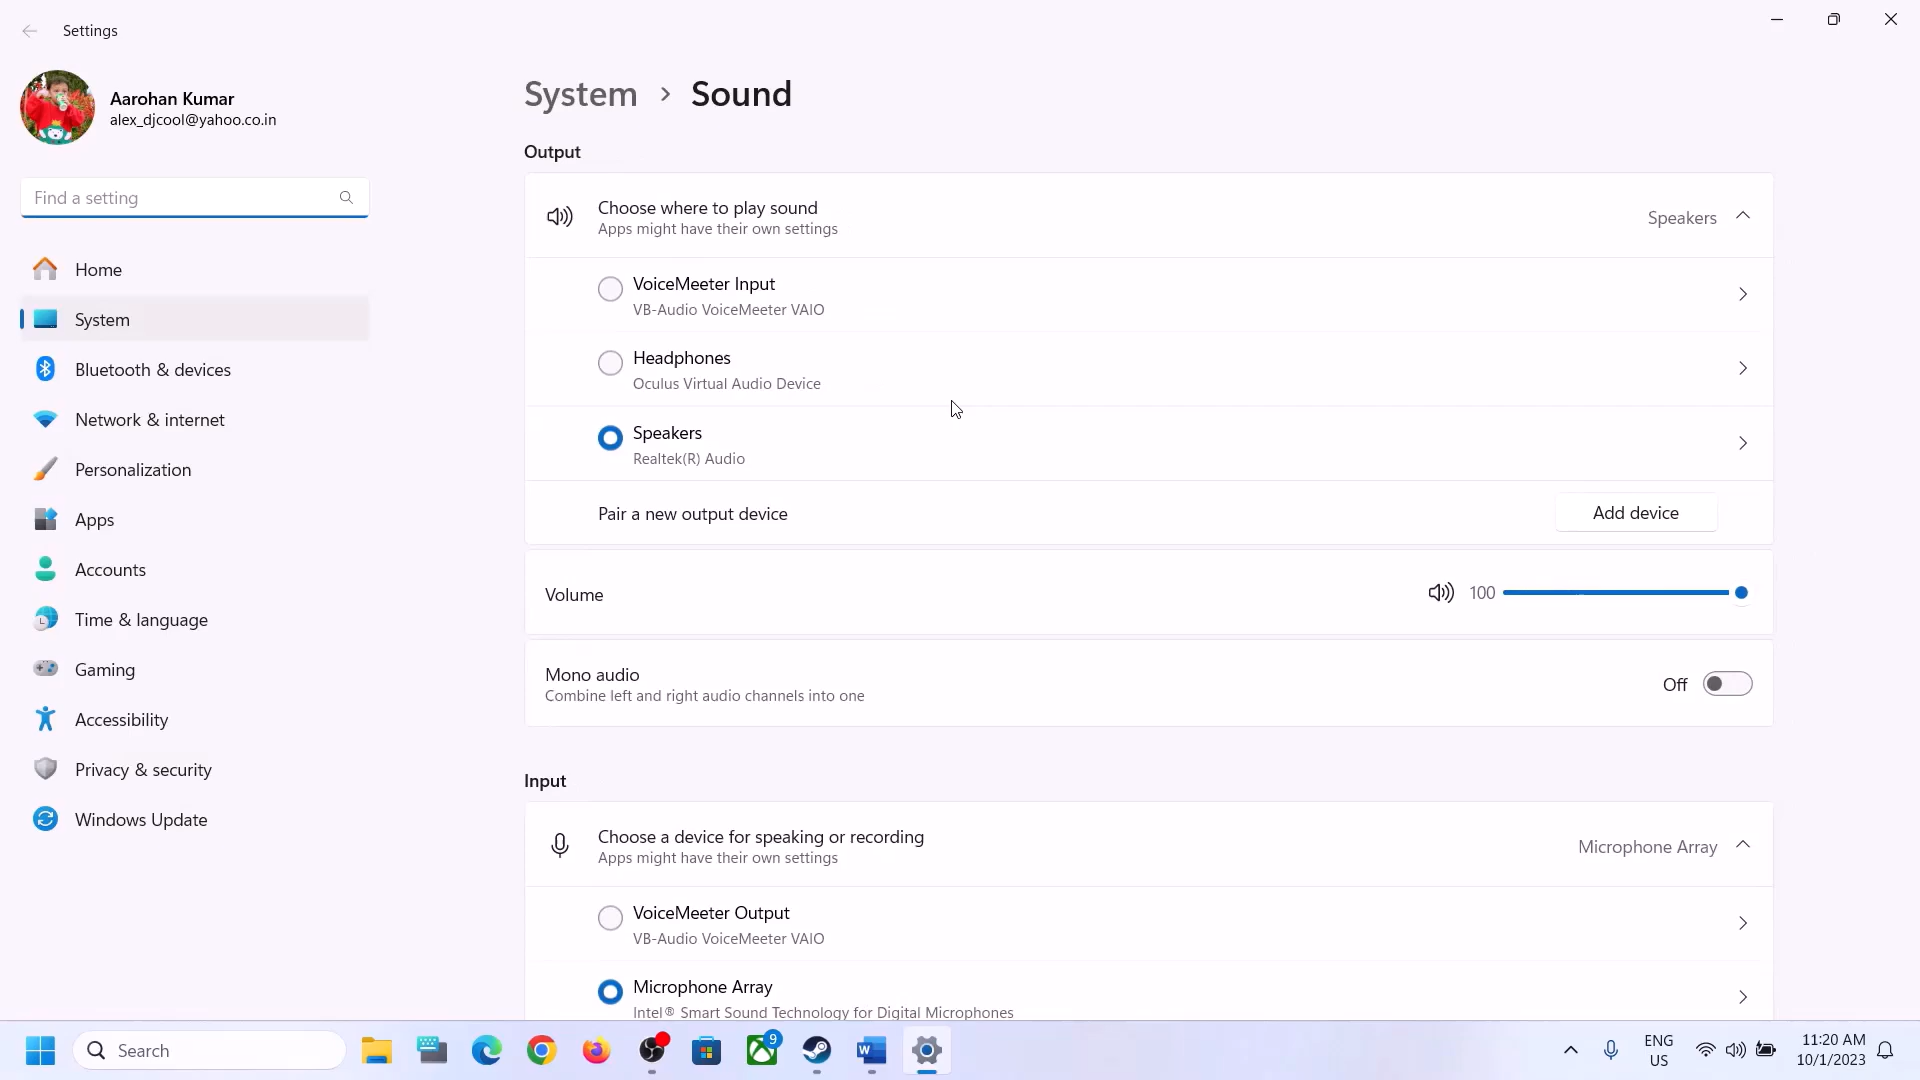 Settings
Aarohan Kumar
alex_djcool@yahoo.co.in
Find a setting
Home
System
Bluetooth & devices
Network & internet
Personalization
Apps
Accounts
Time & language
Gaming
Accessibility
Privacy & security
Windows Update
System > Sound
Output
Choose where to play sound
Apps might have their own settings
Speakers
VoiceMeeter Input
VB-Audio VoiceMeeter VAIO
Headphones
Oculus Virtual Audio Device
Speakers
Realtek(R) Audio
Pair a new output device
Add device
Volume
100
Mono audio
Combine left and right audio channels into one
Off
Input
Choose a device for speaking or recording
Apps might have their own settings
Microphone Array
VoiceMeeter Output
VB-Audio VoiceMeeter VAIO
Microphone Array
Intel® Smart Sound Technology for Digital Microphones
Search
9
ENG
US
11:20 AM
10/1/2023